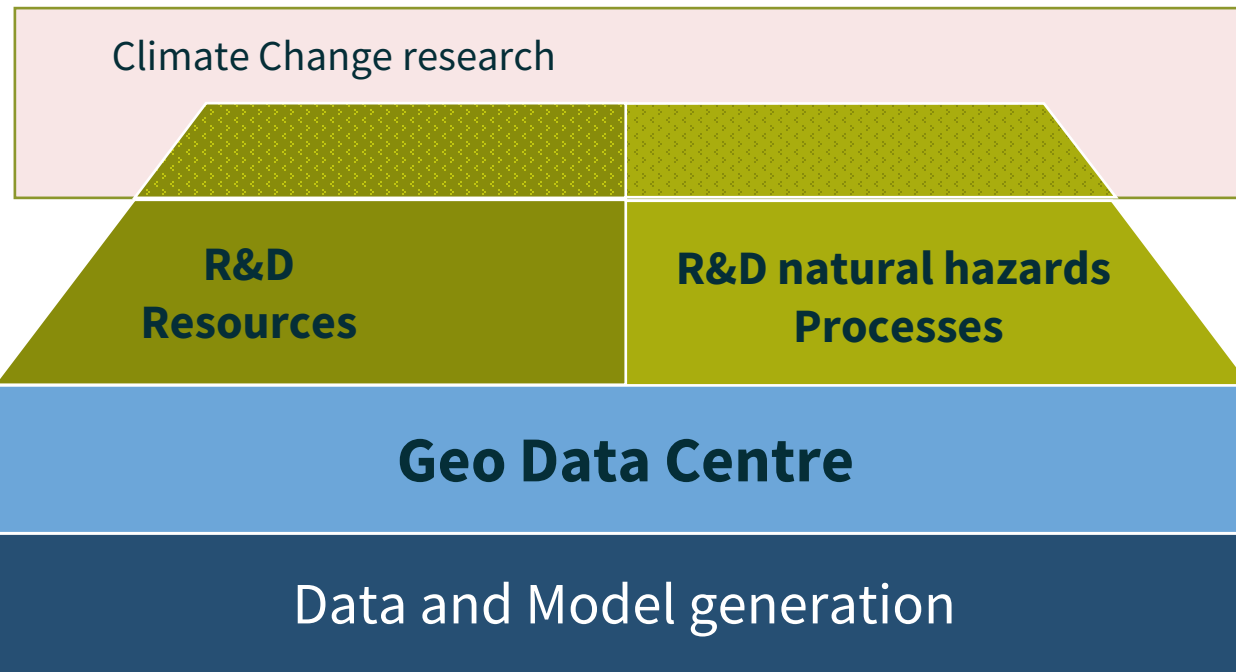 Climate Change research
R&D
Resources
R&D natural hazards
Processes
Geo Data Centre
Data and Model generation